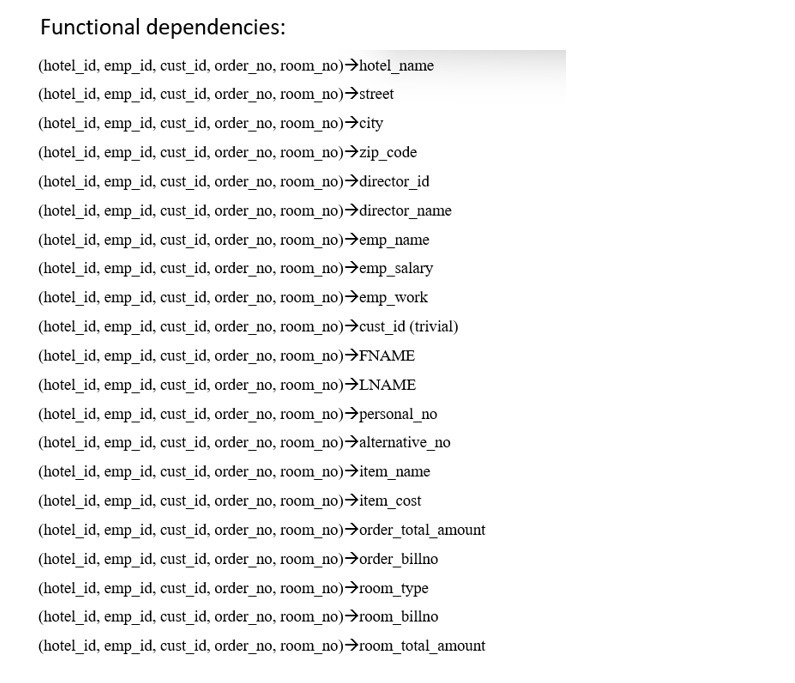 Functional dependencies:
(hotel_id, emp_id, cust_id, order_no, room_no)→hotel_name
(hotel_id, emp_id, cust_id, order_no, room_no)→street
(hotel_id, emp_id, cust_id, order_no, room_no)→city
(hotel_id, emp_id, cust_id, order_no, room_no)→zip_code
(hotel_id, emp_id, cust_id, order_no, room_no)→director_id
(hotel_id, emp_id, cust_id, order_no, room_no)→director_name
(hotel_id, emp_id, cust_id, order_no, room_no)→emp_name
(hotel_id, emp_id, cust_id, order_no, room_no)→emp_salary
(hotel_id, emp_id, cust_id, order_no, room_no)→emp_work
(hotel_id, emp_id, cust_id, order_no, room_no)→cust_id (trivial)
(hotel_id, emp_id, cust_id, order_no, room_no)→FNAME
(hotel_id, emp_id, cust_id, order_no, room_no)→LNAME
(hotel_id, emp_id, cust_id, order_no, room_no)→personal_no
(hotel_id, emp_id, cust_id, order_no, room_no)→alternative_no
(hotel_id, emp_id, cust_id, order_no, room_no)→item_name
(hotel_id, emp_id, cust_id, order_no, room_no)→item_cost
(hotel_id, emp_id, cust_id, order_no, room_no)→order_total_amount
(hotel_id, emp_id, cust_id, order_no, room_no)→order_billno
(hotel_id, emp_id, cust_id, order_no, room_no)→room_type
(hotel_id, emp_id, cust_id, order_no, room_no)→room_billno
(hotel_id, emp_id, cust_id, order_no, room_no)→room_total_amount